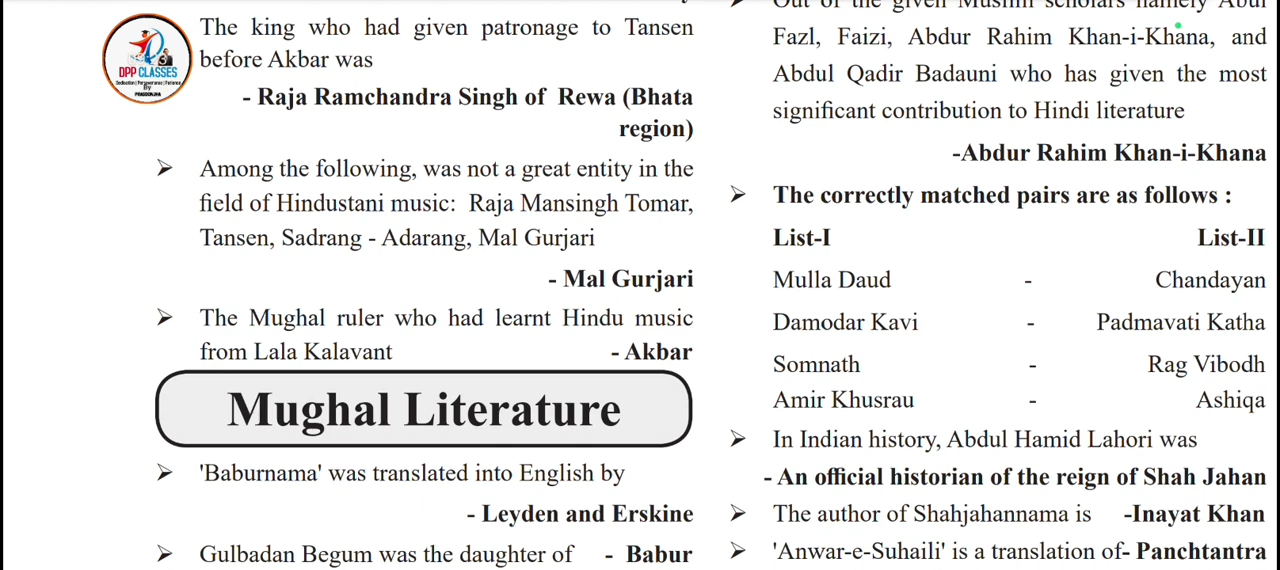 The king who had given patronage to Tansen
before Akbar was
- Raja Ramchandra Singh of Rewa (Bhata
region)
➢ Among the following, was not a great entity in the
field of Hindustani music: Raja Mansingh Tomar,
Tansen, Sadrang - Adarang, Mal Gurjari
- Mal Gurjari
➢ The Mughal ruler who had learnt Hindu music
from Lala Kalavant - Akbar
Mughal Literature
➢ 'Baburnama' was translated into English by
- Leyden and Erskine
➢ Gulbadan Begum was the daughter of - Babur
DPP CLASSES
By
➢ Out of the given Muslim scholars namely Abul
Fazl, Faizi, Abdur Rahim Khan-i-Khana, and
Abdul Qadir Badauni who has given the most
significant contribution to Hindi literature
-Abdur Rahim Khan-i-Khana
➢ The correctly matched pairs are as follows :
List-I List-II
Mulla Daud - Chandayan
Damodar Kavi - Padmavati Katha
Somnath - Rag Vibodh
Amir Khusrau - Ashiqa
➢ In Indian history, Abdul Hamid Lahori was
- An official historian of the reign of Shah Jahan
➢ The author of Shahjahannama is -Inayat Khan
➢ 'Anwar-e-Suhaili' is a translation of- Panchtantra